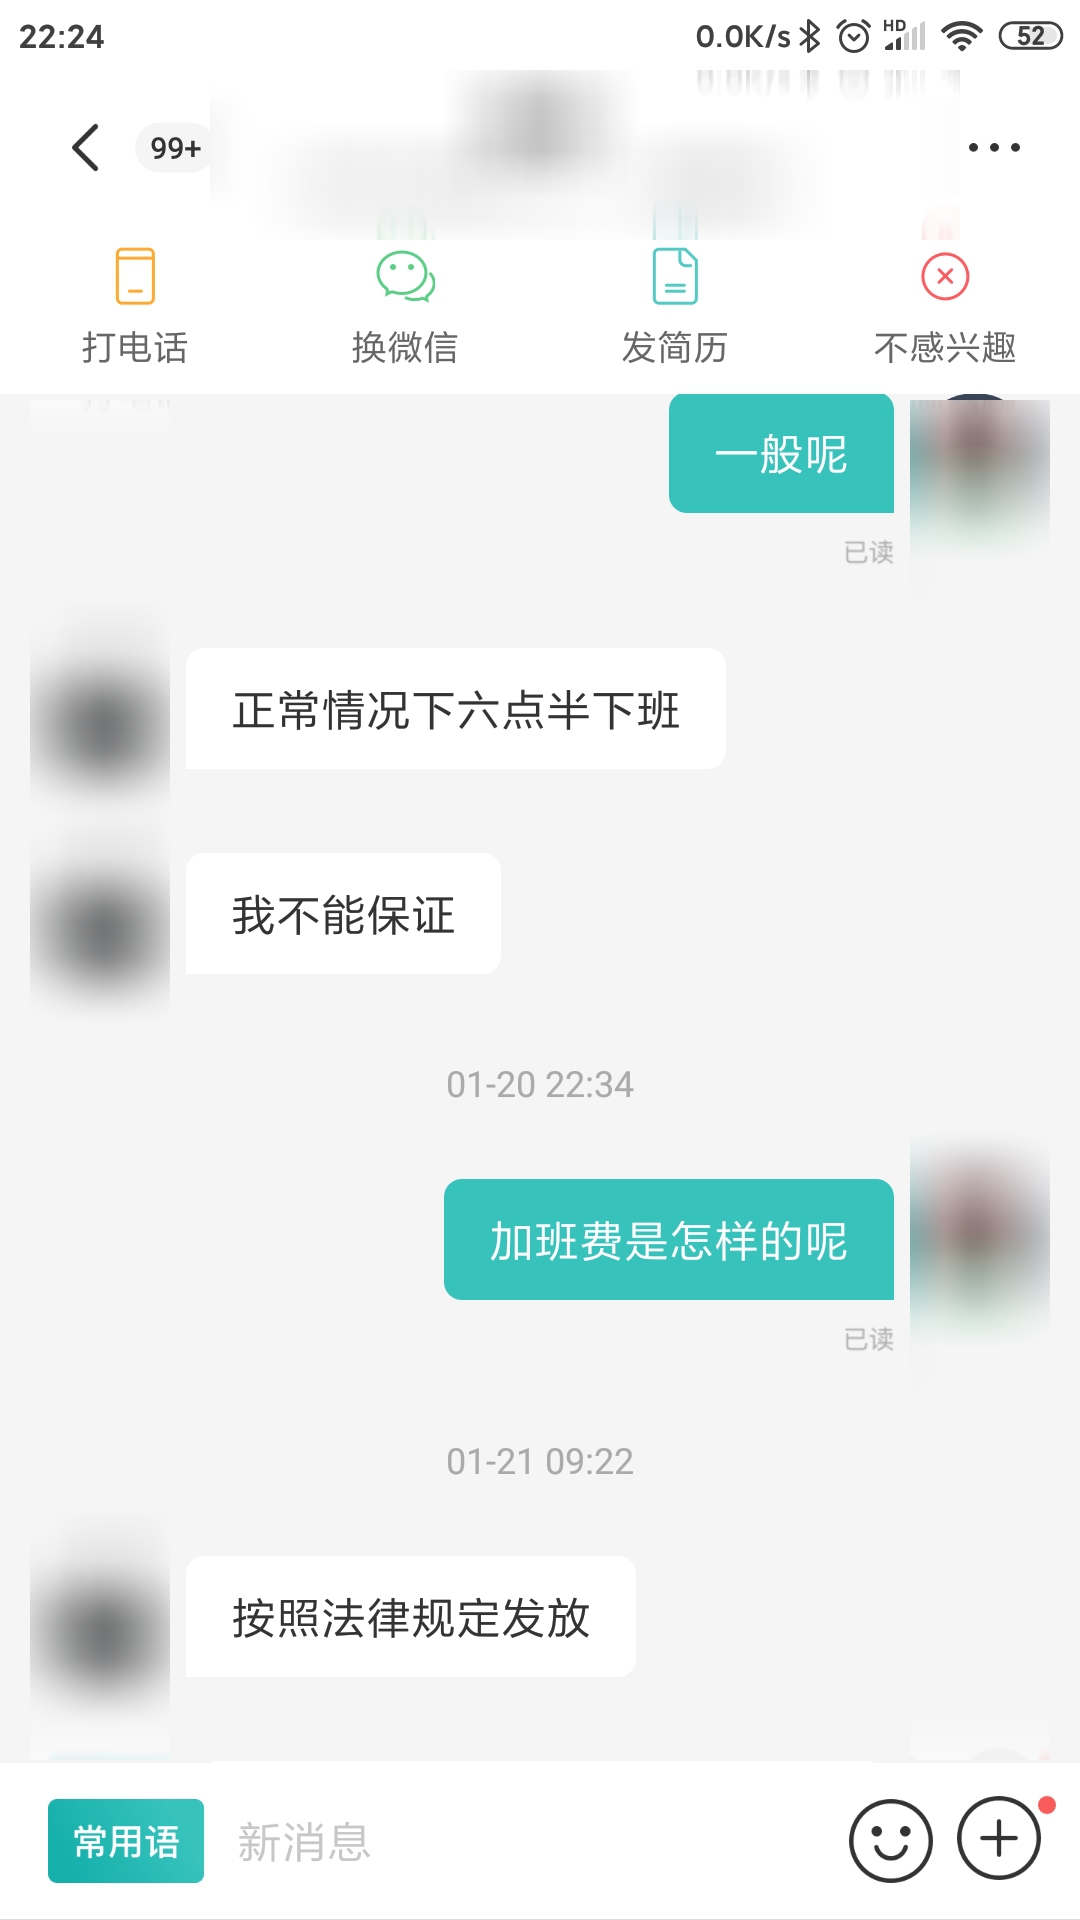 22:24 0.0K/s HD 52
99+
打电话 换微信 发简历 不感兴趣
一般呢
已读
正常情况下六点半下班
我不能保证
01-20 22:34
加班费是怎样的呢
已读
01-21 09:22
按照法律规定发放
常用语 新消息